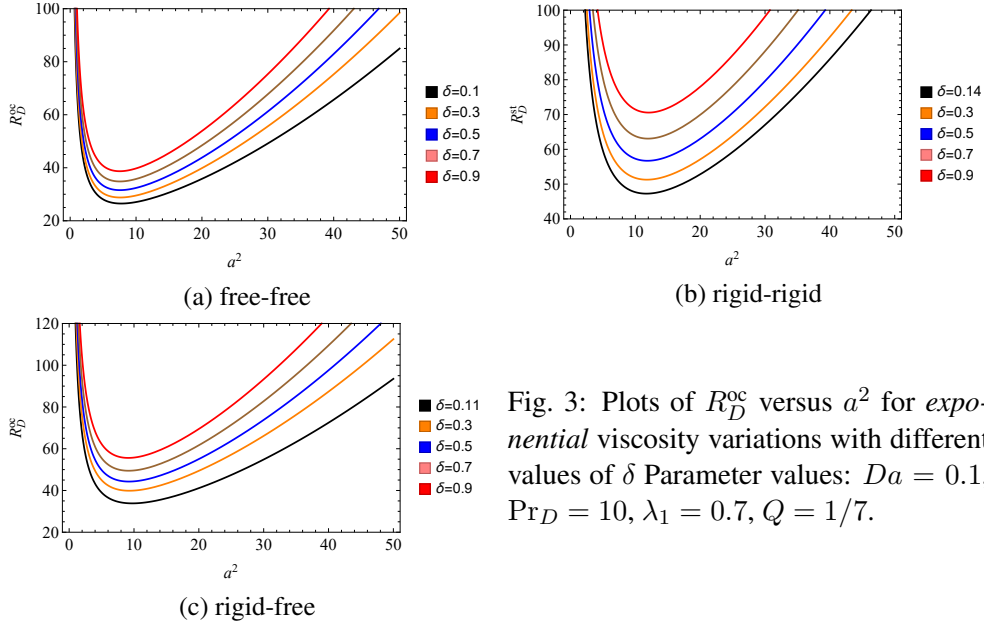 100
80
60
40
20
0 10 20 30 40 50
R_D^oc
a²
δ=0.1
δ=0.3
δ=0.5
δ=0.7
δ=0.9
(a) free-free
100
90
80
70
60
50
40
0 10 20 30 40 50
R_D^st
a²
δ=0.14
δ=0.3
δ=0.5
δ=0.7
δ=0.9
(b) rigid-rigid
120
100
80
60
40
20
0 10 20 30 40 50
R_D^oc
a²
δ=0.11
δ=0.3
δ=0.5
δ=0.7
δ=0.9
(c) rigid-free
Fig. 3: Plots of R_D^oc versus a² for expo-
nential viscosity variations with different
values of δ Parameter values: Da = 0.1,
Pr_D = 10, λ₁ = 0.7, Q = 1/7.